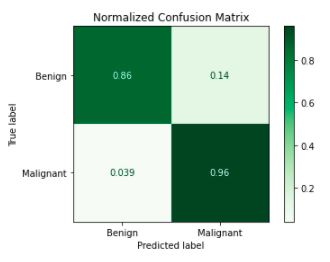 Normalized Confusion Matrix
Benign
0.86
0.14
Malignant
0.039
0.96
Benign
Malignant
True label
Predicted label
0.8
0.6
0.4
0.2